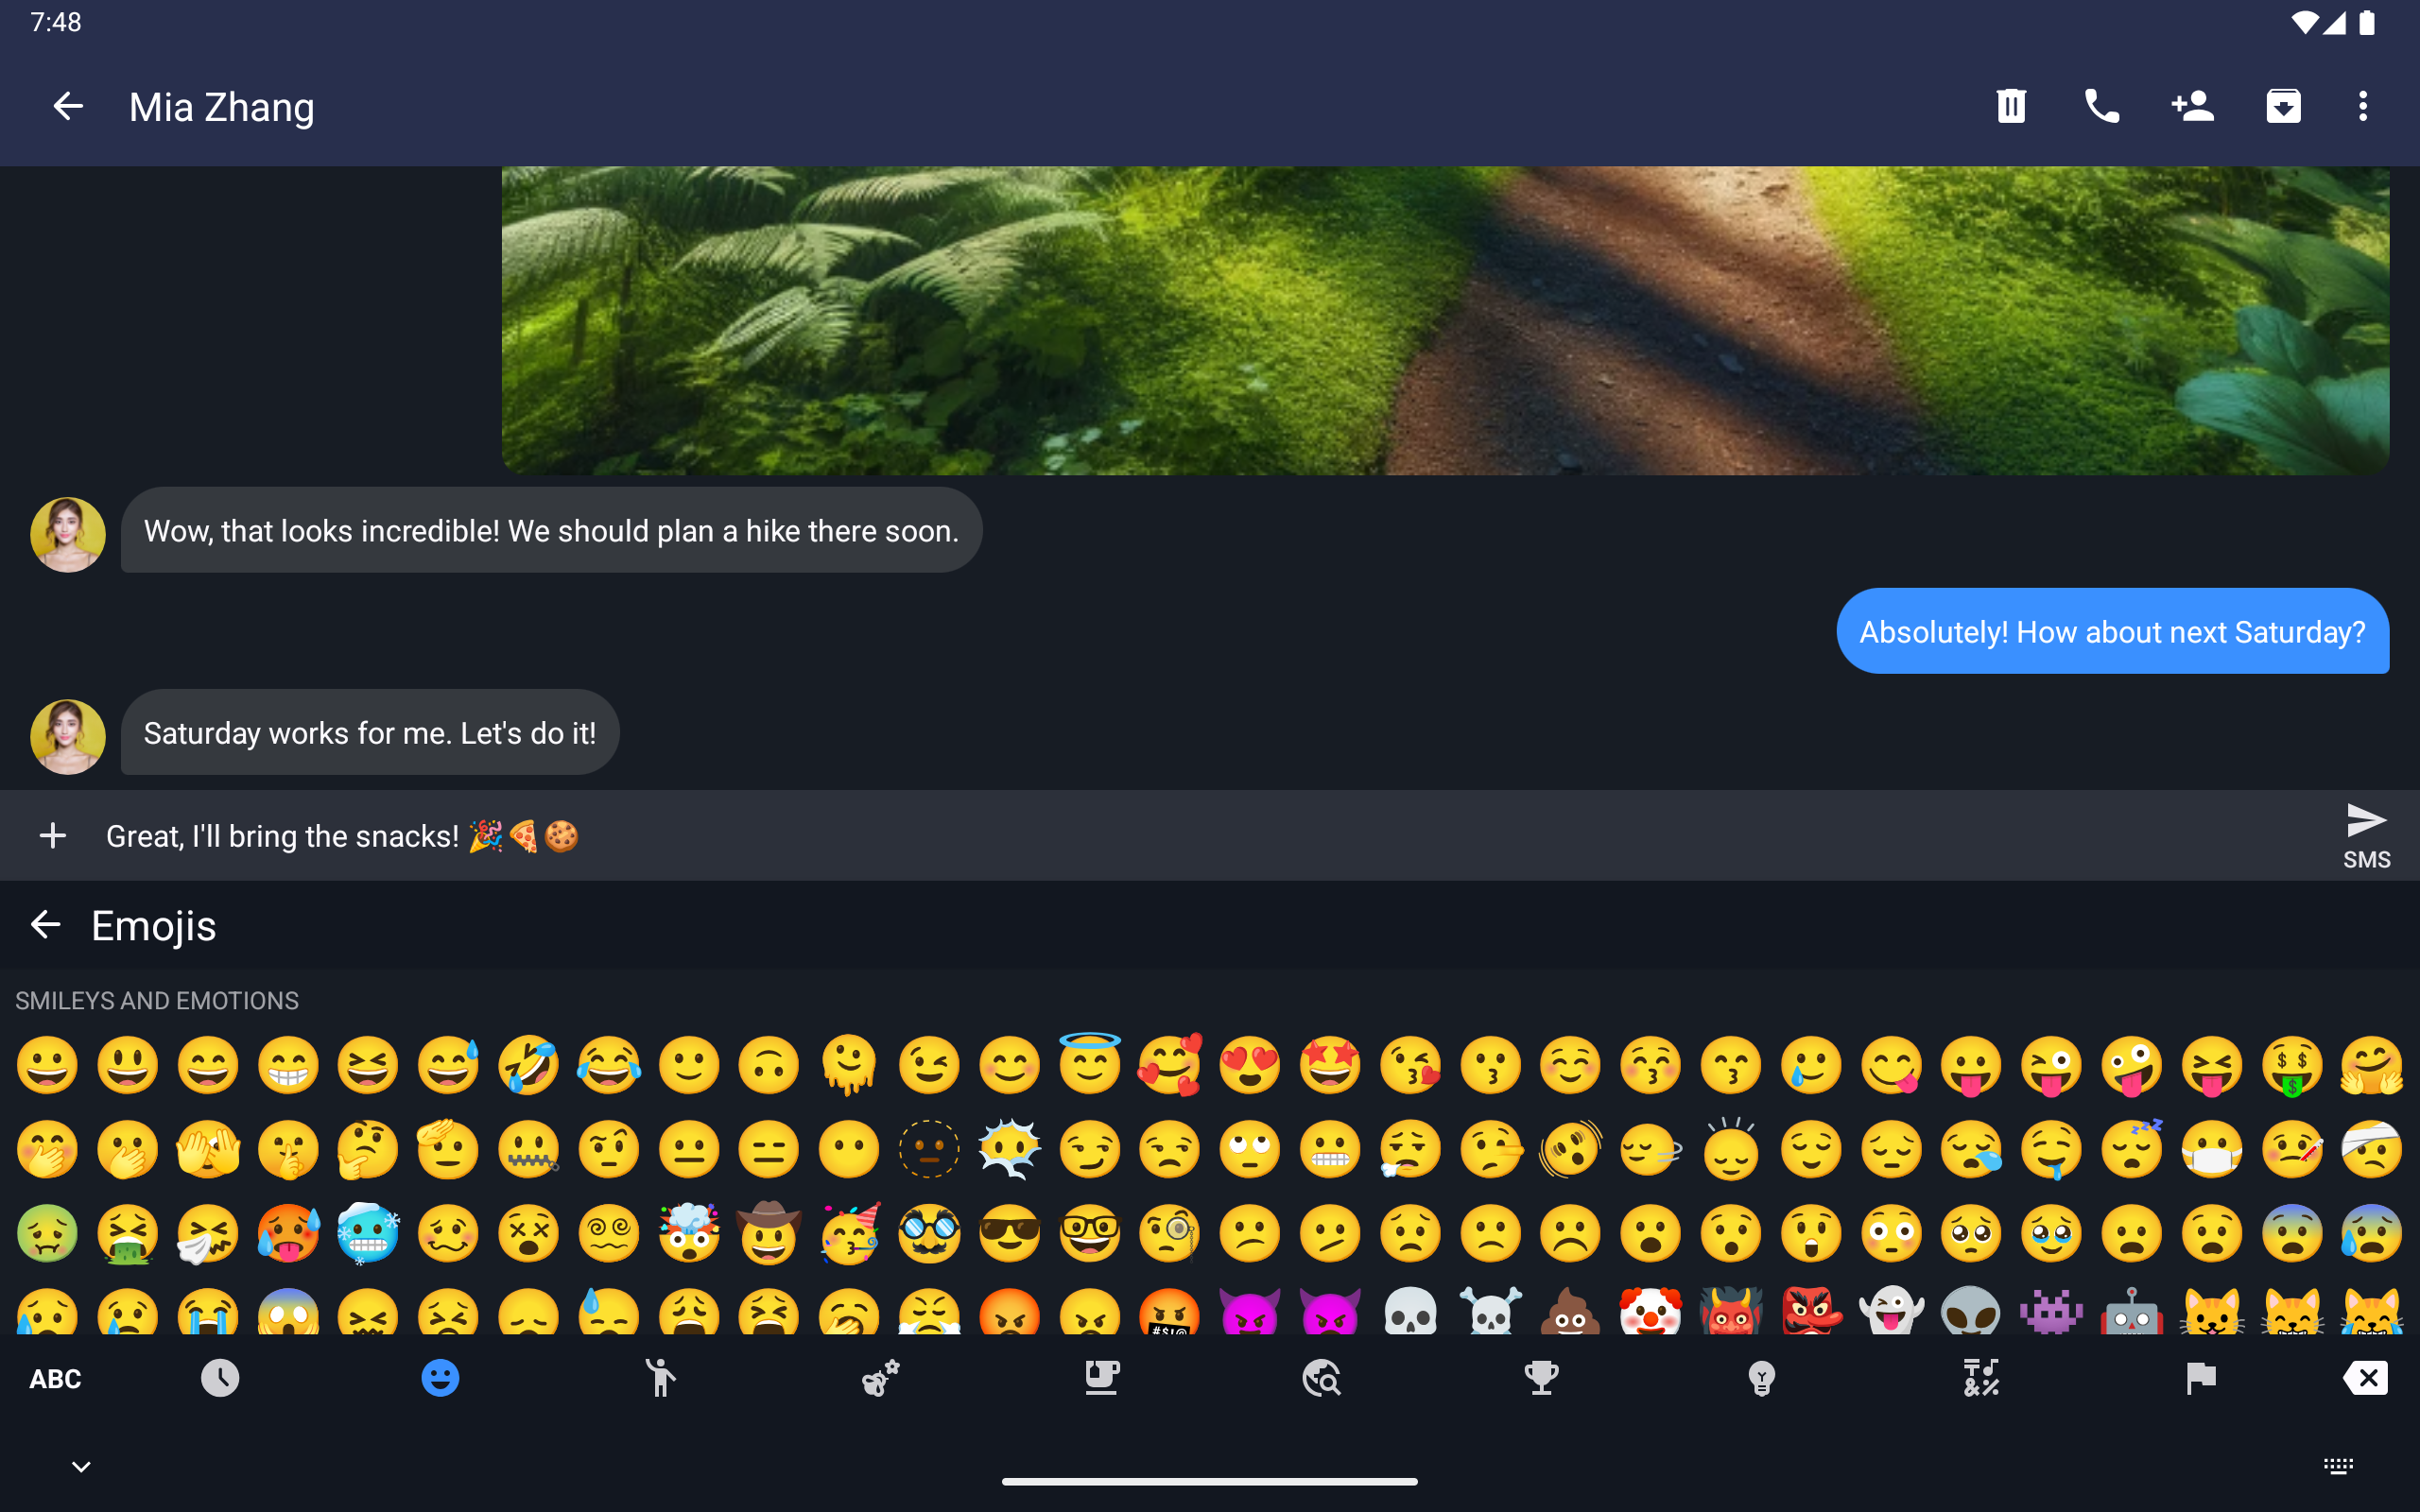 7:48
Mia Zhang
Wow, that looks incredible! We should plan a hike there soon.
Absolutely! How about next Saturday?
Saturday works for me. Let's do it!
Great, I'll bring the snacks! 🎉🍕🍪
SMS
Emojis
SMILEYS AND EMOTIONS
ABC